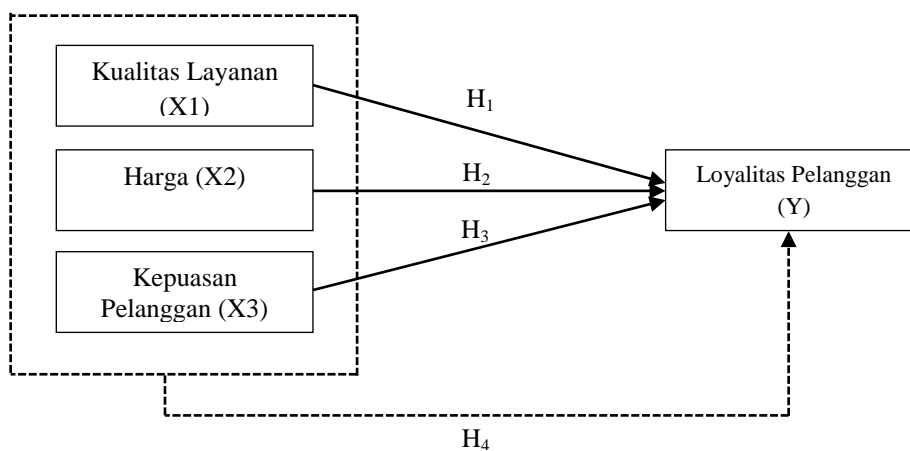 Kualitas Layanan
(X1)
H₁
Harga (X2)
H₂
Loyalitas Pelanggan
(Y)
H₃
Kepuasan
Pelanggan (X3)
H₄